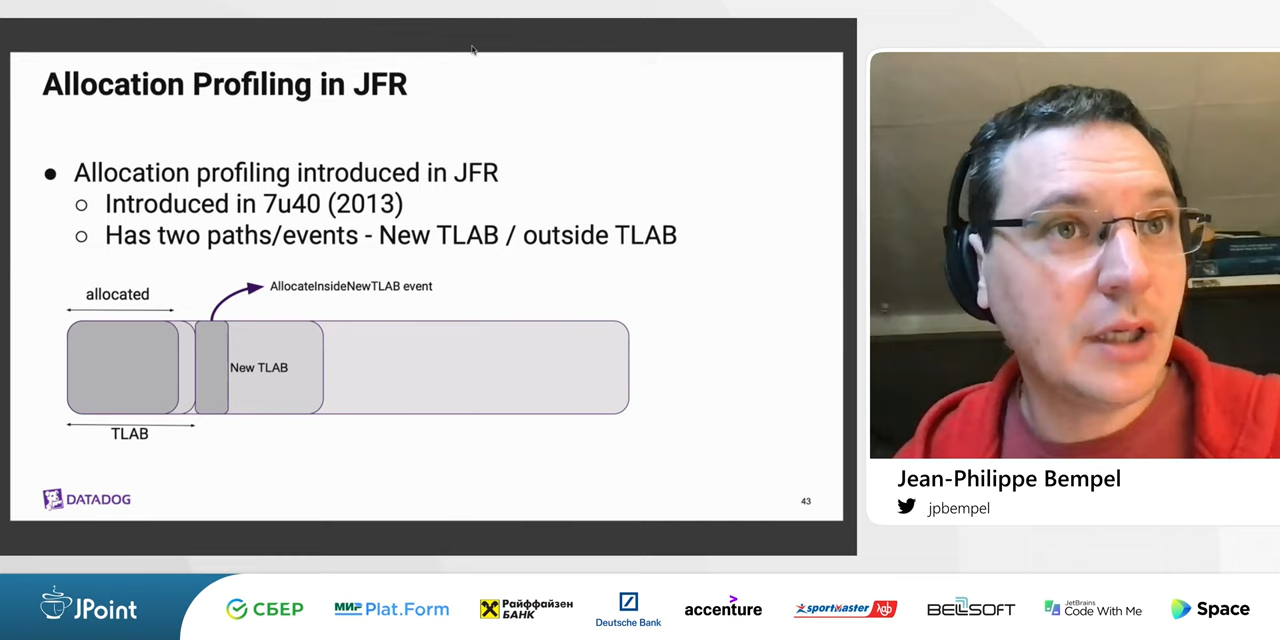 Allocation Profiling in JFR
● Allocation profiling introduced in JFR
○ Introduced in 7u40 (2013)
○ Has two paths/events - New TLAB / outside TLAB
AllocateInsideNewTLAB event
allocated
New TLAB
TLAB
DATADOG
43
Jean-Philippe Bempel
jpbempel
JPoint
СБЕР
МИР Plat.Form
Райффайзен
БАНК
Deutsche Bank
accenture
sportmaster lab
BELLSOFT
JetBrains
Code With Me
Space